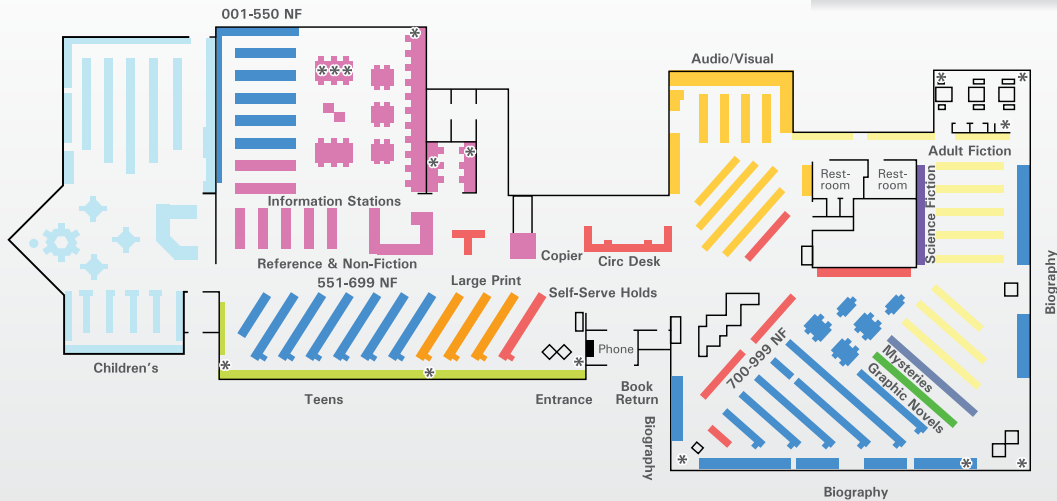 001-550 NF
Audio/Visual
* * *
*
*
*
*
*
*
Adult Fiction
Rest-
room
Rest-
room
Science Fiction
Information Stations
Reference & Non-Fiction
551-699 NF
Copier
Circ Desk
Large Print
Self-Serve Holds
Biography
Phone
700-999 NF
Mysteries
Graphic Novels
Children's
*
*
*
Teens
Entrance
Book
Return
Biography
*
*
*
Biography